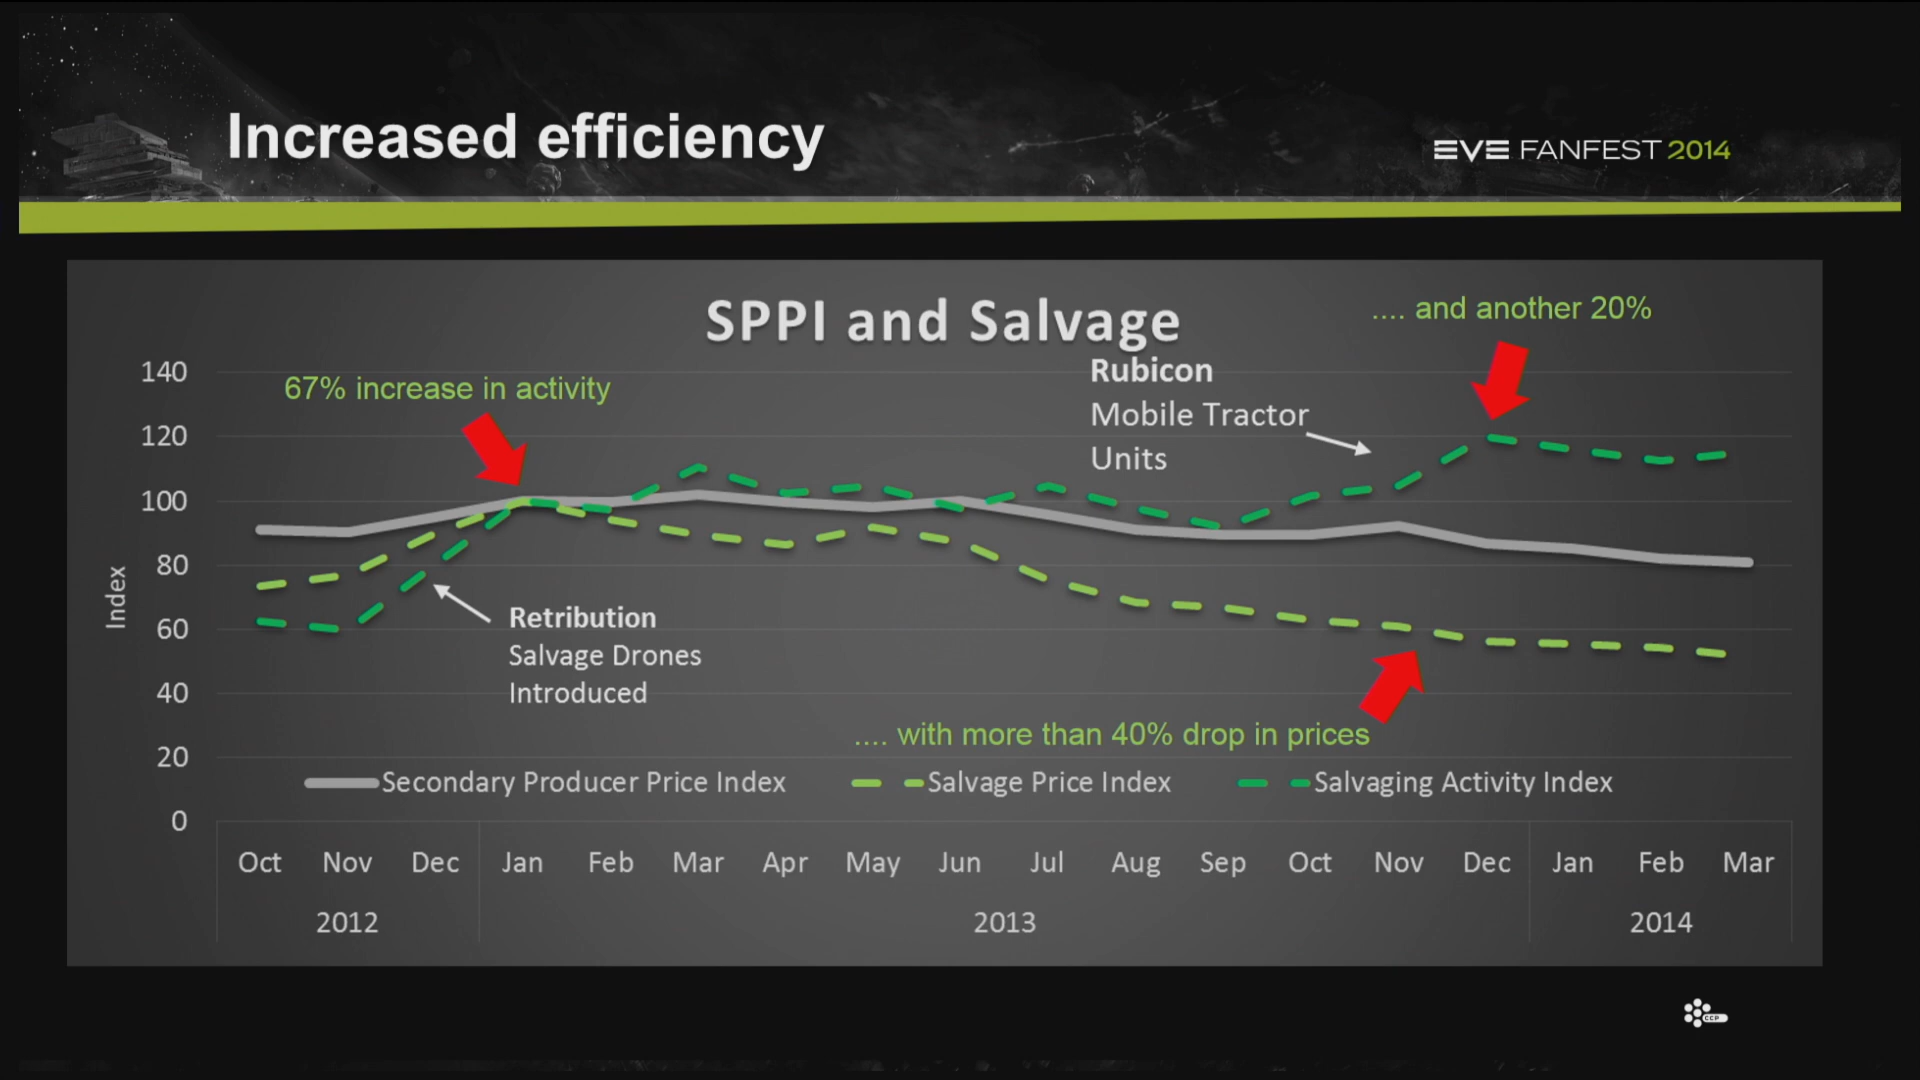 Increased efficiency
EVE FANFEST 2014
SPPI and Salvage
.... and another 20%
67% increase in activity
Rubicon
Mobile Tractor
Units
140
120
100
80
60
40
20
0
Index
Retribution
Salvage Drones
Introduced
.... with more than 40% drop in prices
Secondary Producer Price Index
Salvage Price Index
Salvaging Activity Index
Oct Nov Dec Jan Feb Mar Apr May Jun Jul Aug Sep Oct Nov Dec Jan Feb Mar
2012 2013 2014
CCP